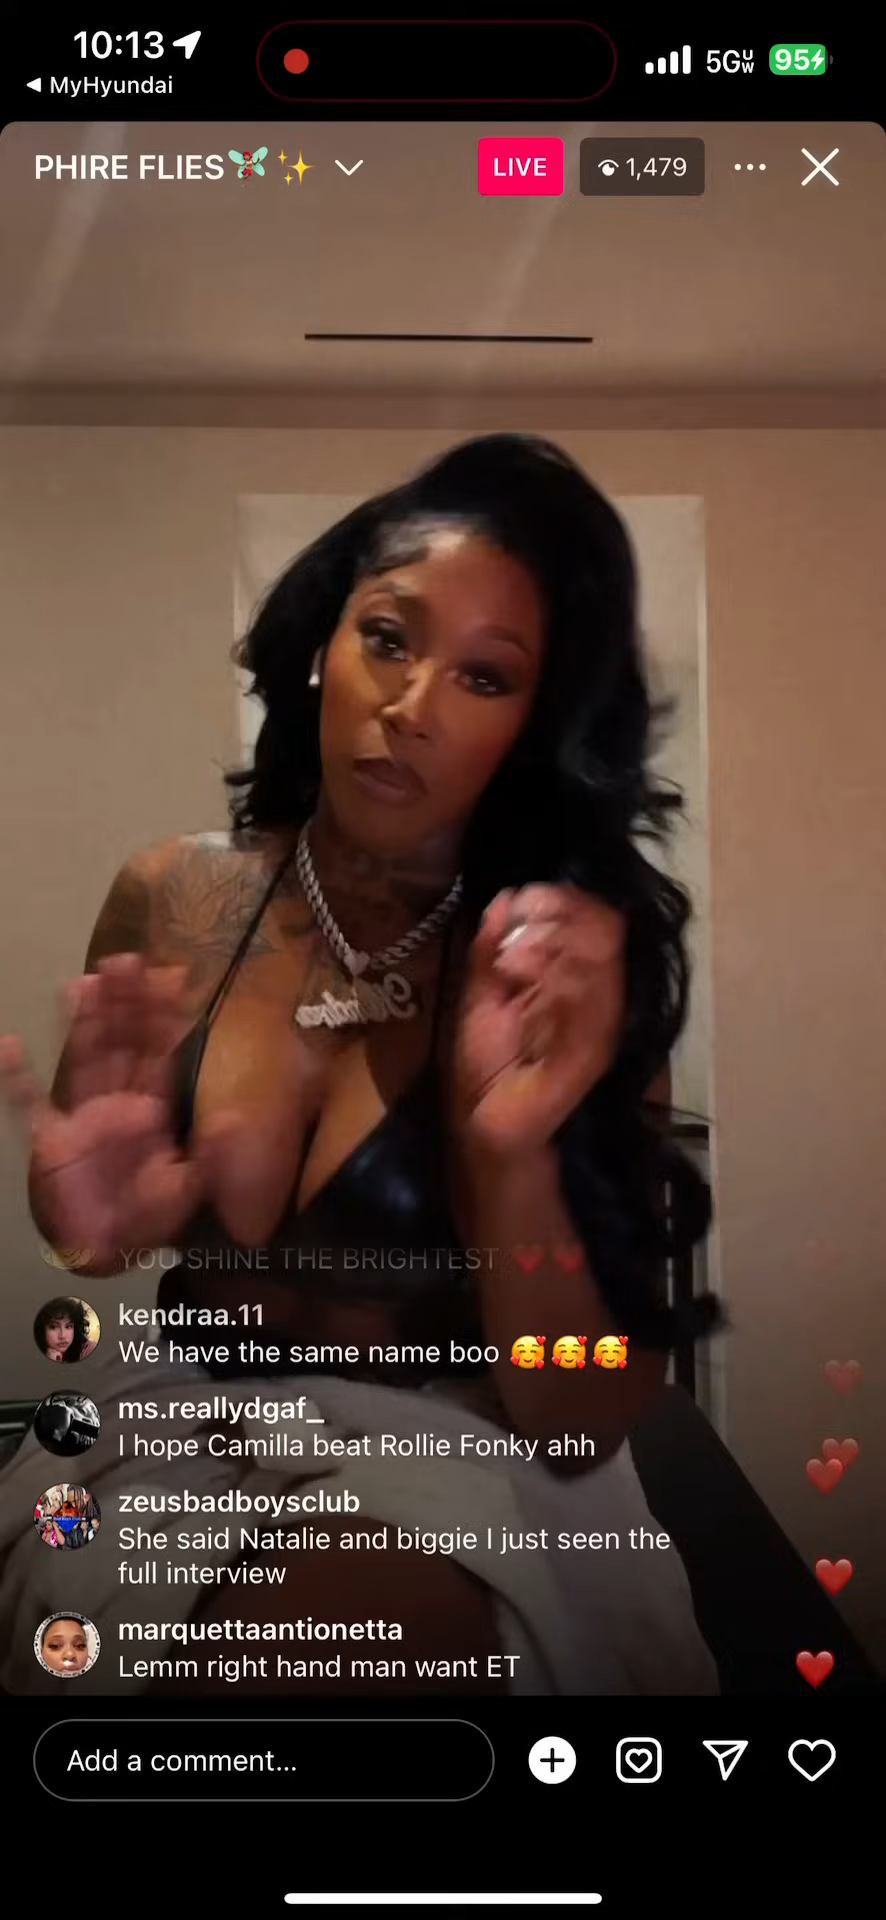 10:13
5G UW
95
MyHyundai
PHIRE FLIES🧚✨
LIVE
1,479
YOU SHINE THE BRIGHTEST ❤️❤️
kendraa.11
We have the same name boo 🥰🥰🥰
ms.reallydgaf_
I hope Camilla beat Rollie Fonky ahh
zeusbadboysclub
She said Natalie and biggie I just seen the
full interview
marquettaantionetta
Lemm right hand man want ET
Add a comment...